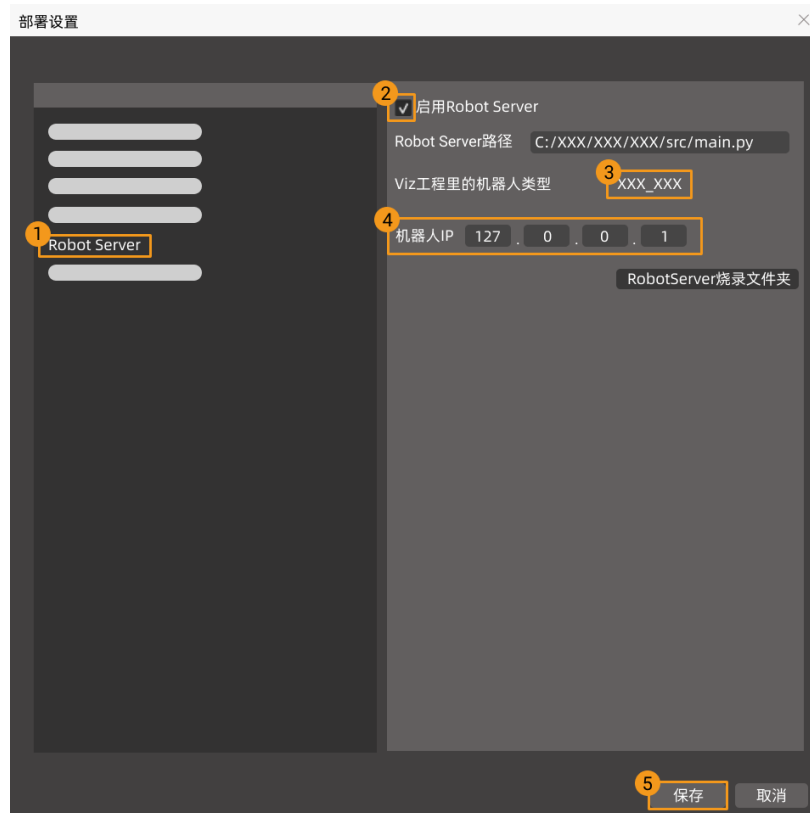 部署设置
2
启用Robot Server
Robot Server路径 C:/XXX/XXX/XXX/src/main.py
Viz工程里的机器人类型 3 XXX_XXX
1 Robot Server
4 机器人IP 127 . 0 . 0 . 1
RobotServer烧录文件夹
5 保存 取消